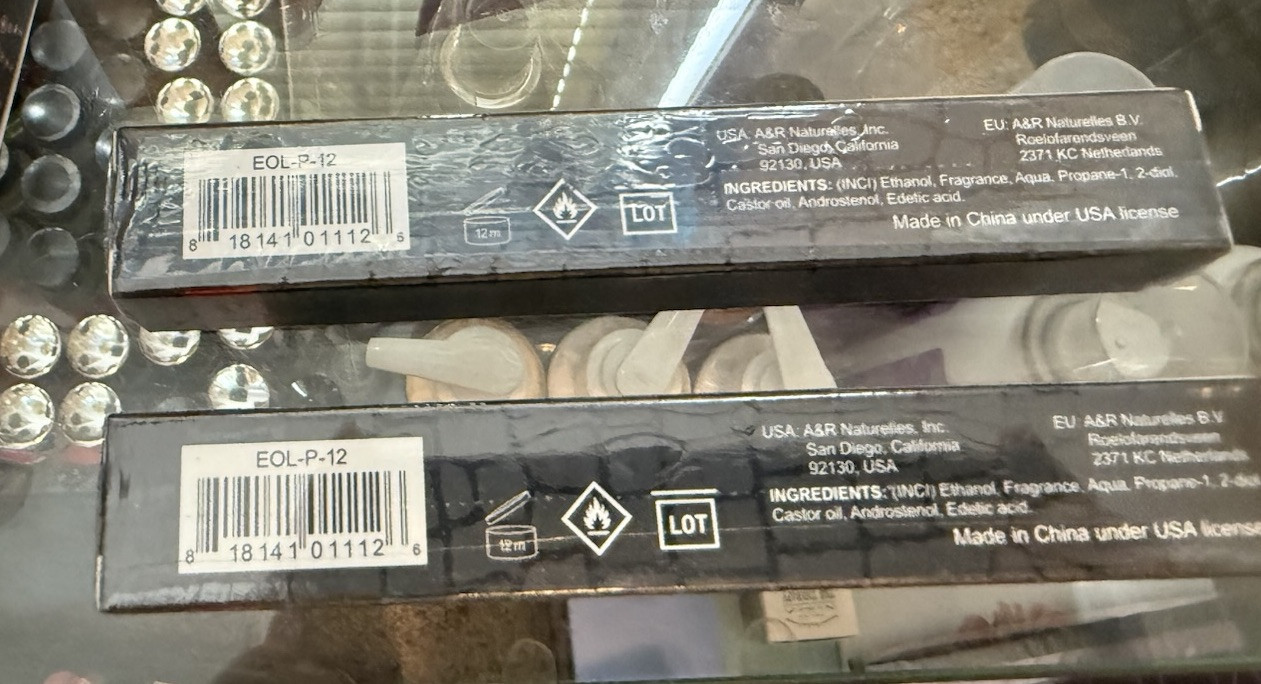 EOL-P-12
8 18141 01112 6
12m
LOT
USA: A&R Naturelles, Inc.
San Diego, California
92130, USA
EU: A&R Naturelles B.V.
Roelofarendsveen
2371 KC Netherlands
INGREDIENTS: (INCI) Ethanol, Fragrance, Aqua, Propane-1, 2-diol,
Castor oil, Androstenol, Edetic acid.
Made in China under USA license
EOL-P-12
8 18141 01112 6
12m
LOT
USA: A&R Naturelles, Inc.
San Diego, California
92130, USA
EU: A&R Naturelles B.V.
Roelofarendsveen
2371 KC Netherlands
INGREDIENTS: (INCI) Ethanol, Fragrance, Aqua, Propane-1, 2-diol
Castor oil, Androstenol, Edetic acid.
Made in China under USA license